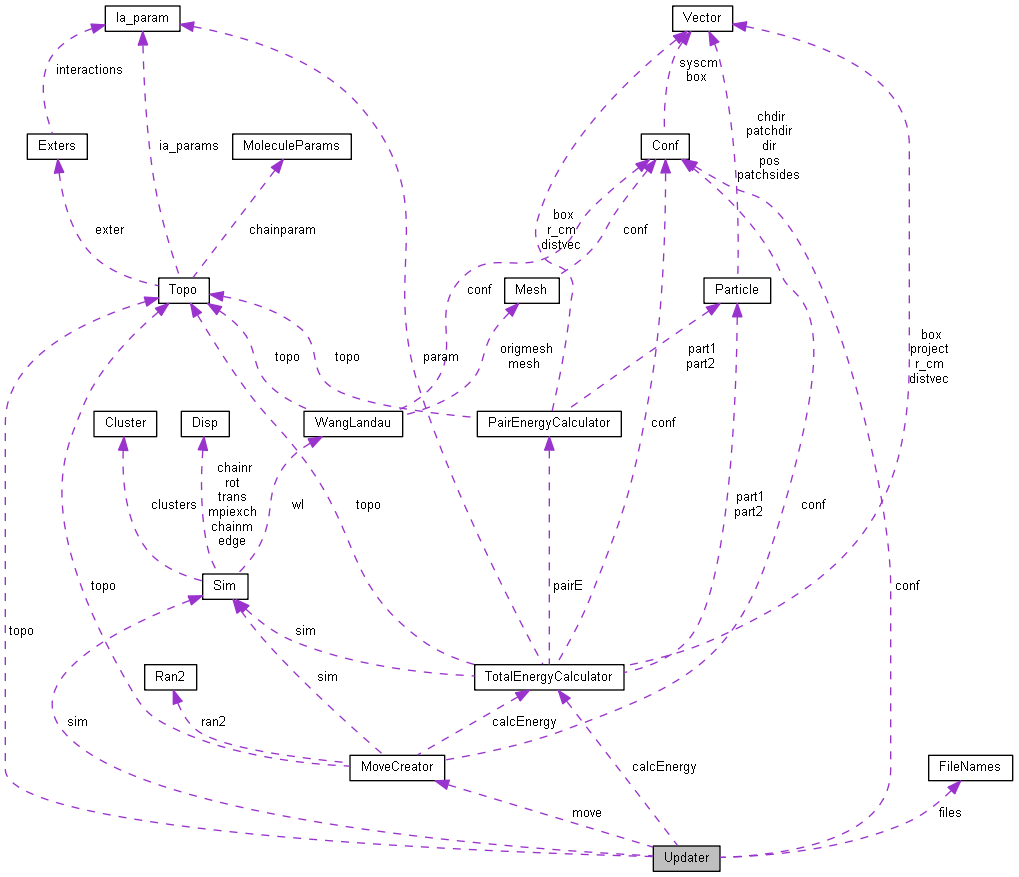 Ia_param
Vector
interactions
syscm
box
Exters
ia_params
MoleculeParams
Conf
chdir
patchdir
dir
pos
patchsides
exter
chainparam
box
r_cm
distvec
conf
Topo
conf
Mesh
Particle
topo
topo
param
origmesh
mesh
part1
part2
box
project
r_cm
distvec
Cluster
Disp
WangLandau
PairEnergyCalculator
conf
clusters
chainr
rot
trans
mpiexch
chainm
edge
wl
topo
part1
part2
conf
topo
Sim
pairE
conf
topo
sim
Ran2
sim
TotalEnergyCalculator
sim
ran2
calcEnergy
MoveCreator
calcEnergy
FileNames
move
files
Updater